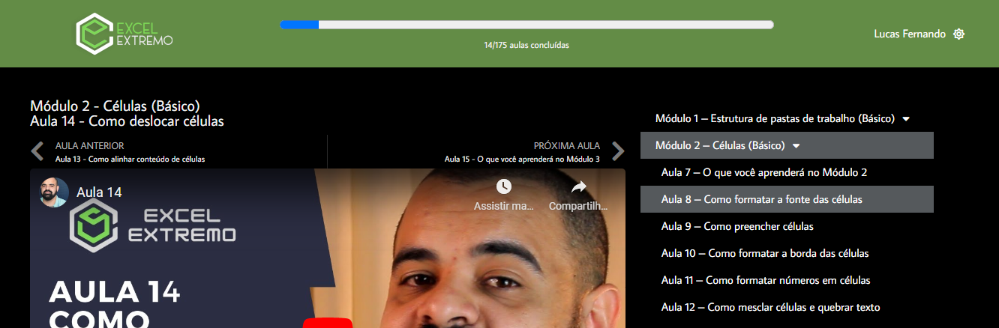 EXCEL
EXTREMO
14/175 aulas concluídas
Lucas Fernando
Módulo 2 - Células (Básico)
Aula 14 - Como deslocar células
AULA ANTERIOR
Aula 13 - Como alinhar conteúdo de células
PRÓXIMA AULA
Aula 15 - O que você aprenderá no Módulo 3
Aula 14
Assistir ma...
Compartilh...
EXCEL
EXTREMO
AULA 14
COMO
Módulo 1 – Estrutura de pastas de trabalho (Básico)
Módulo 2 – Células (Básico)
Aula 7 – O que você aprenderá no Módulo 2
Aula 8 – Como formatar a fonte das células
Aula 9 – Como preencher células
Aula 10 – Como formatar a borda das células
Aula 11 – Como formatar números em células
Aula 12 – Como mesclar células e quebrar texto